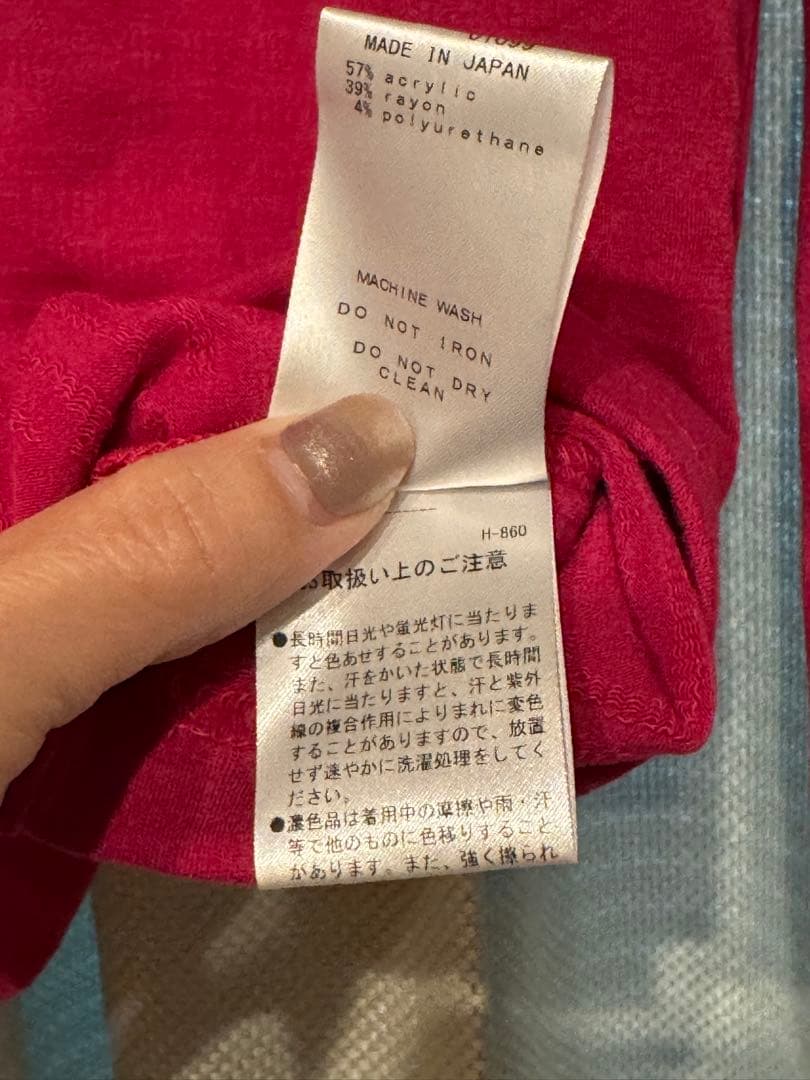 MADE IN JAPAN
57% acrylic
39% rayon
4% polyurethane
MACHINE WASH
DO NOT IRON
DO NOT DRY
CLEAN
H-860
取扱い上のご注意
●長時間日光や蛍光灯に当たりま
すと色あせすることがあります。
また、汗をかいた状態で長時間
日光に当たりますと、汗と紫外
線の複合作用によりまれに変色
することがありますので、放置
せず速やかに洗濯処理をしてく
ださい。
●濃色品は着用中の摩擦や雨・汗
等で他のものに色移りすること
があります。また、強く擦られ